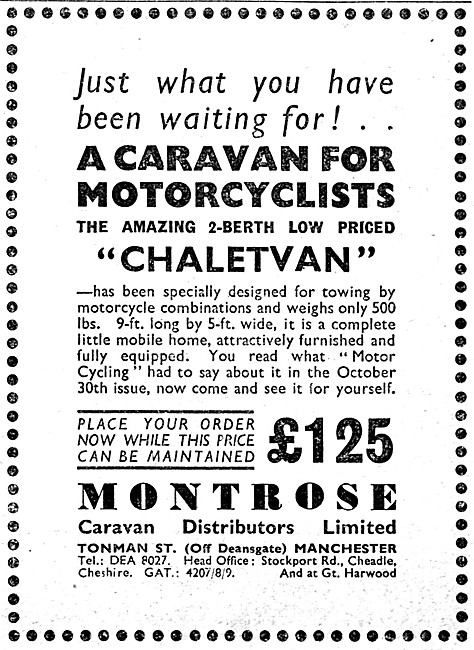 Just what you have
been waiting for! . .
A CARAVAN FOR
MOTORCYCLISTS
THE AMAZING 2-BERTH LOW PRICED
"CHALETVAN"
—has been specially designed for towing by
motorcycle combinations and weighs only 500
lbs. 9-ft. long by 5-ft. wide, it is a complete
little mobile home, attractively furnished and
fully equipped. You read what "Motor
Cycling" had to say about it in the October
30th issue, now come and see it for yourself.
PLACE YOUR ORDER
NOW WHILE THIS PRICE
CAN BE MAINTAINED
£125
MONTROSE
Caravan Distributors Limited
TONMAN ST. (Off Deansgate) MANCHESTER
Tel.: DEA 8027. Head Office: Stockport Rd., Cheadle,
Cheshire. GAT.: 4207/8/9. And at Gt. Harwood